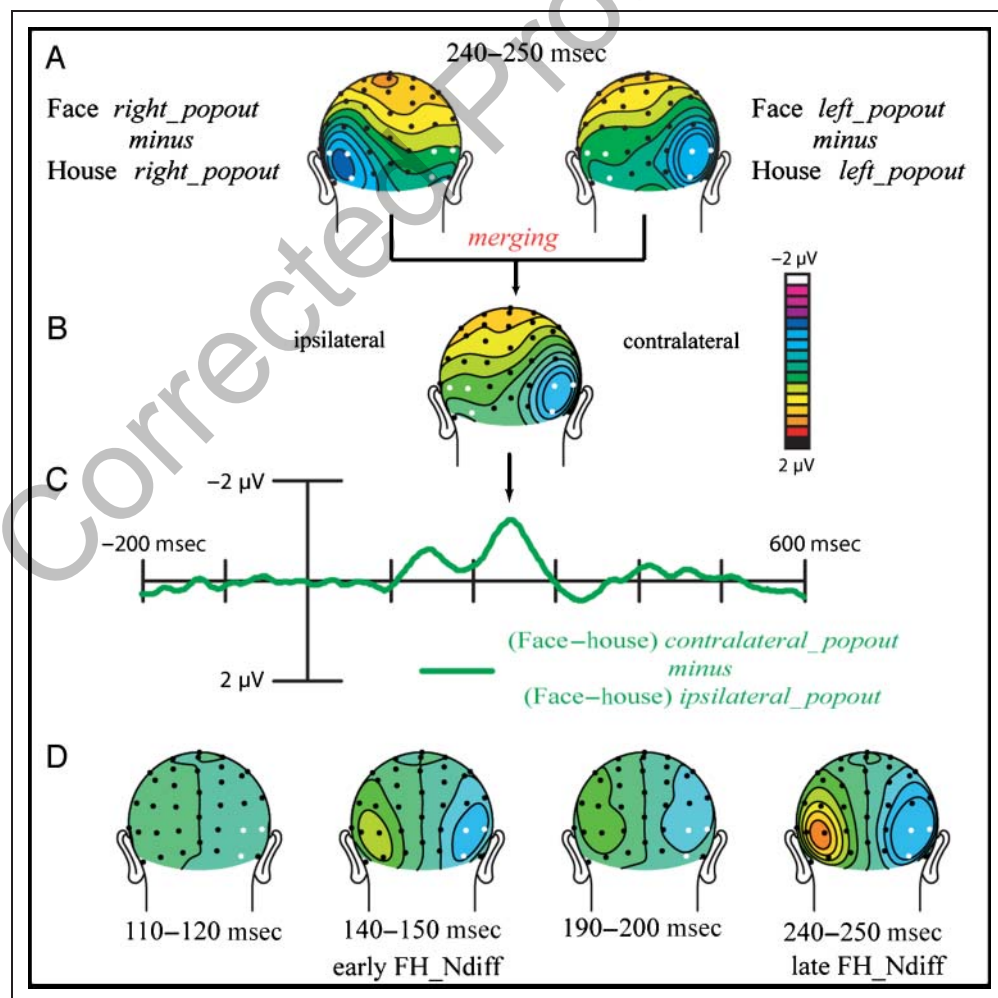 A
240–250 msec
Face right_popout
minus
House right_popout
Face left_popout
minus
House left_popout
merging
B
ipsilateral
contralateral
−2 µV
2 µV
C
−2 µV
−200 msec
600 msec
2 µV
(Face–house) contralateral_popout
minus
(Face–house) ipsilateral_popout
D
110–120 msec
140–150 msec
early FH_Ndiff
190–200 msec
240–250 msec
late FH_Ndiff
Corrected Pro